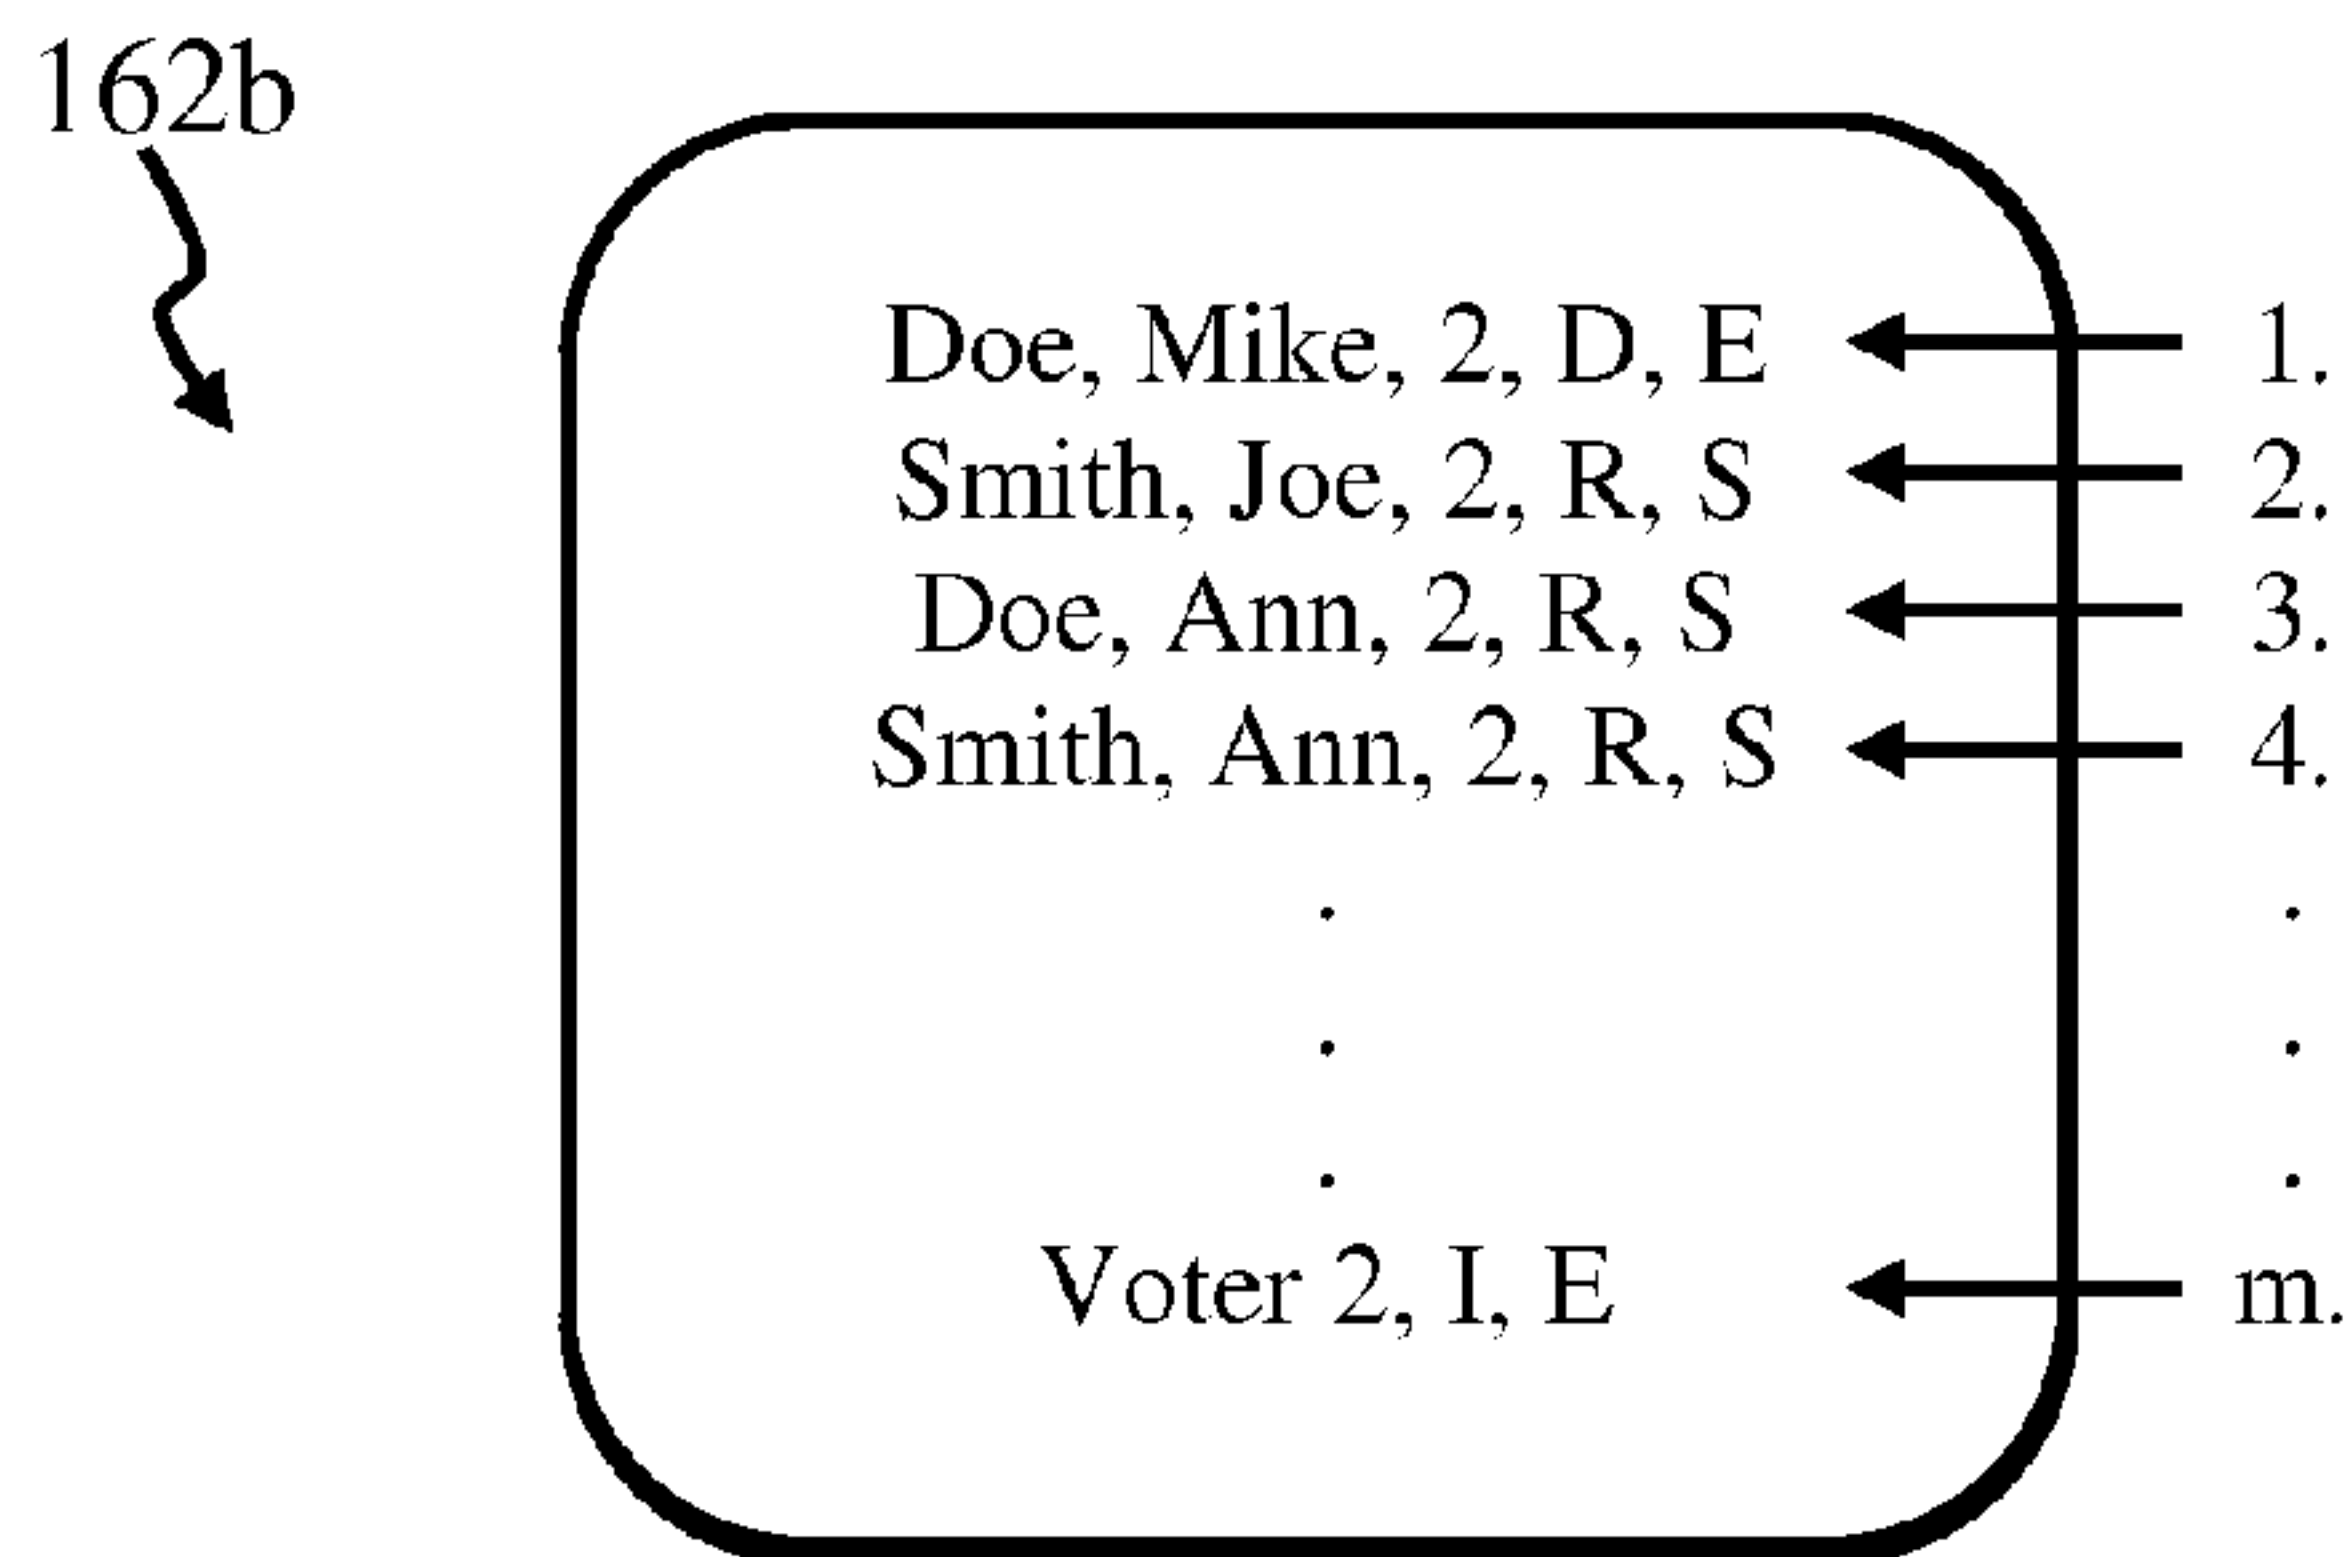 162b
Doe, Mike, 2, D, E 1.
Smith, Joe, 2, R, S 2.
Doe, Ann, 2, R, S 3.
Smith, Ann, 2, R, S 4.
. .
. .
. .
Voter 2, I, E m.